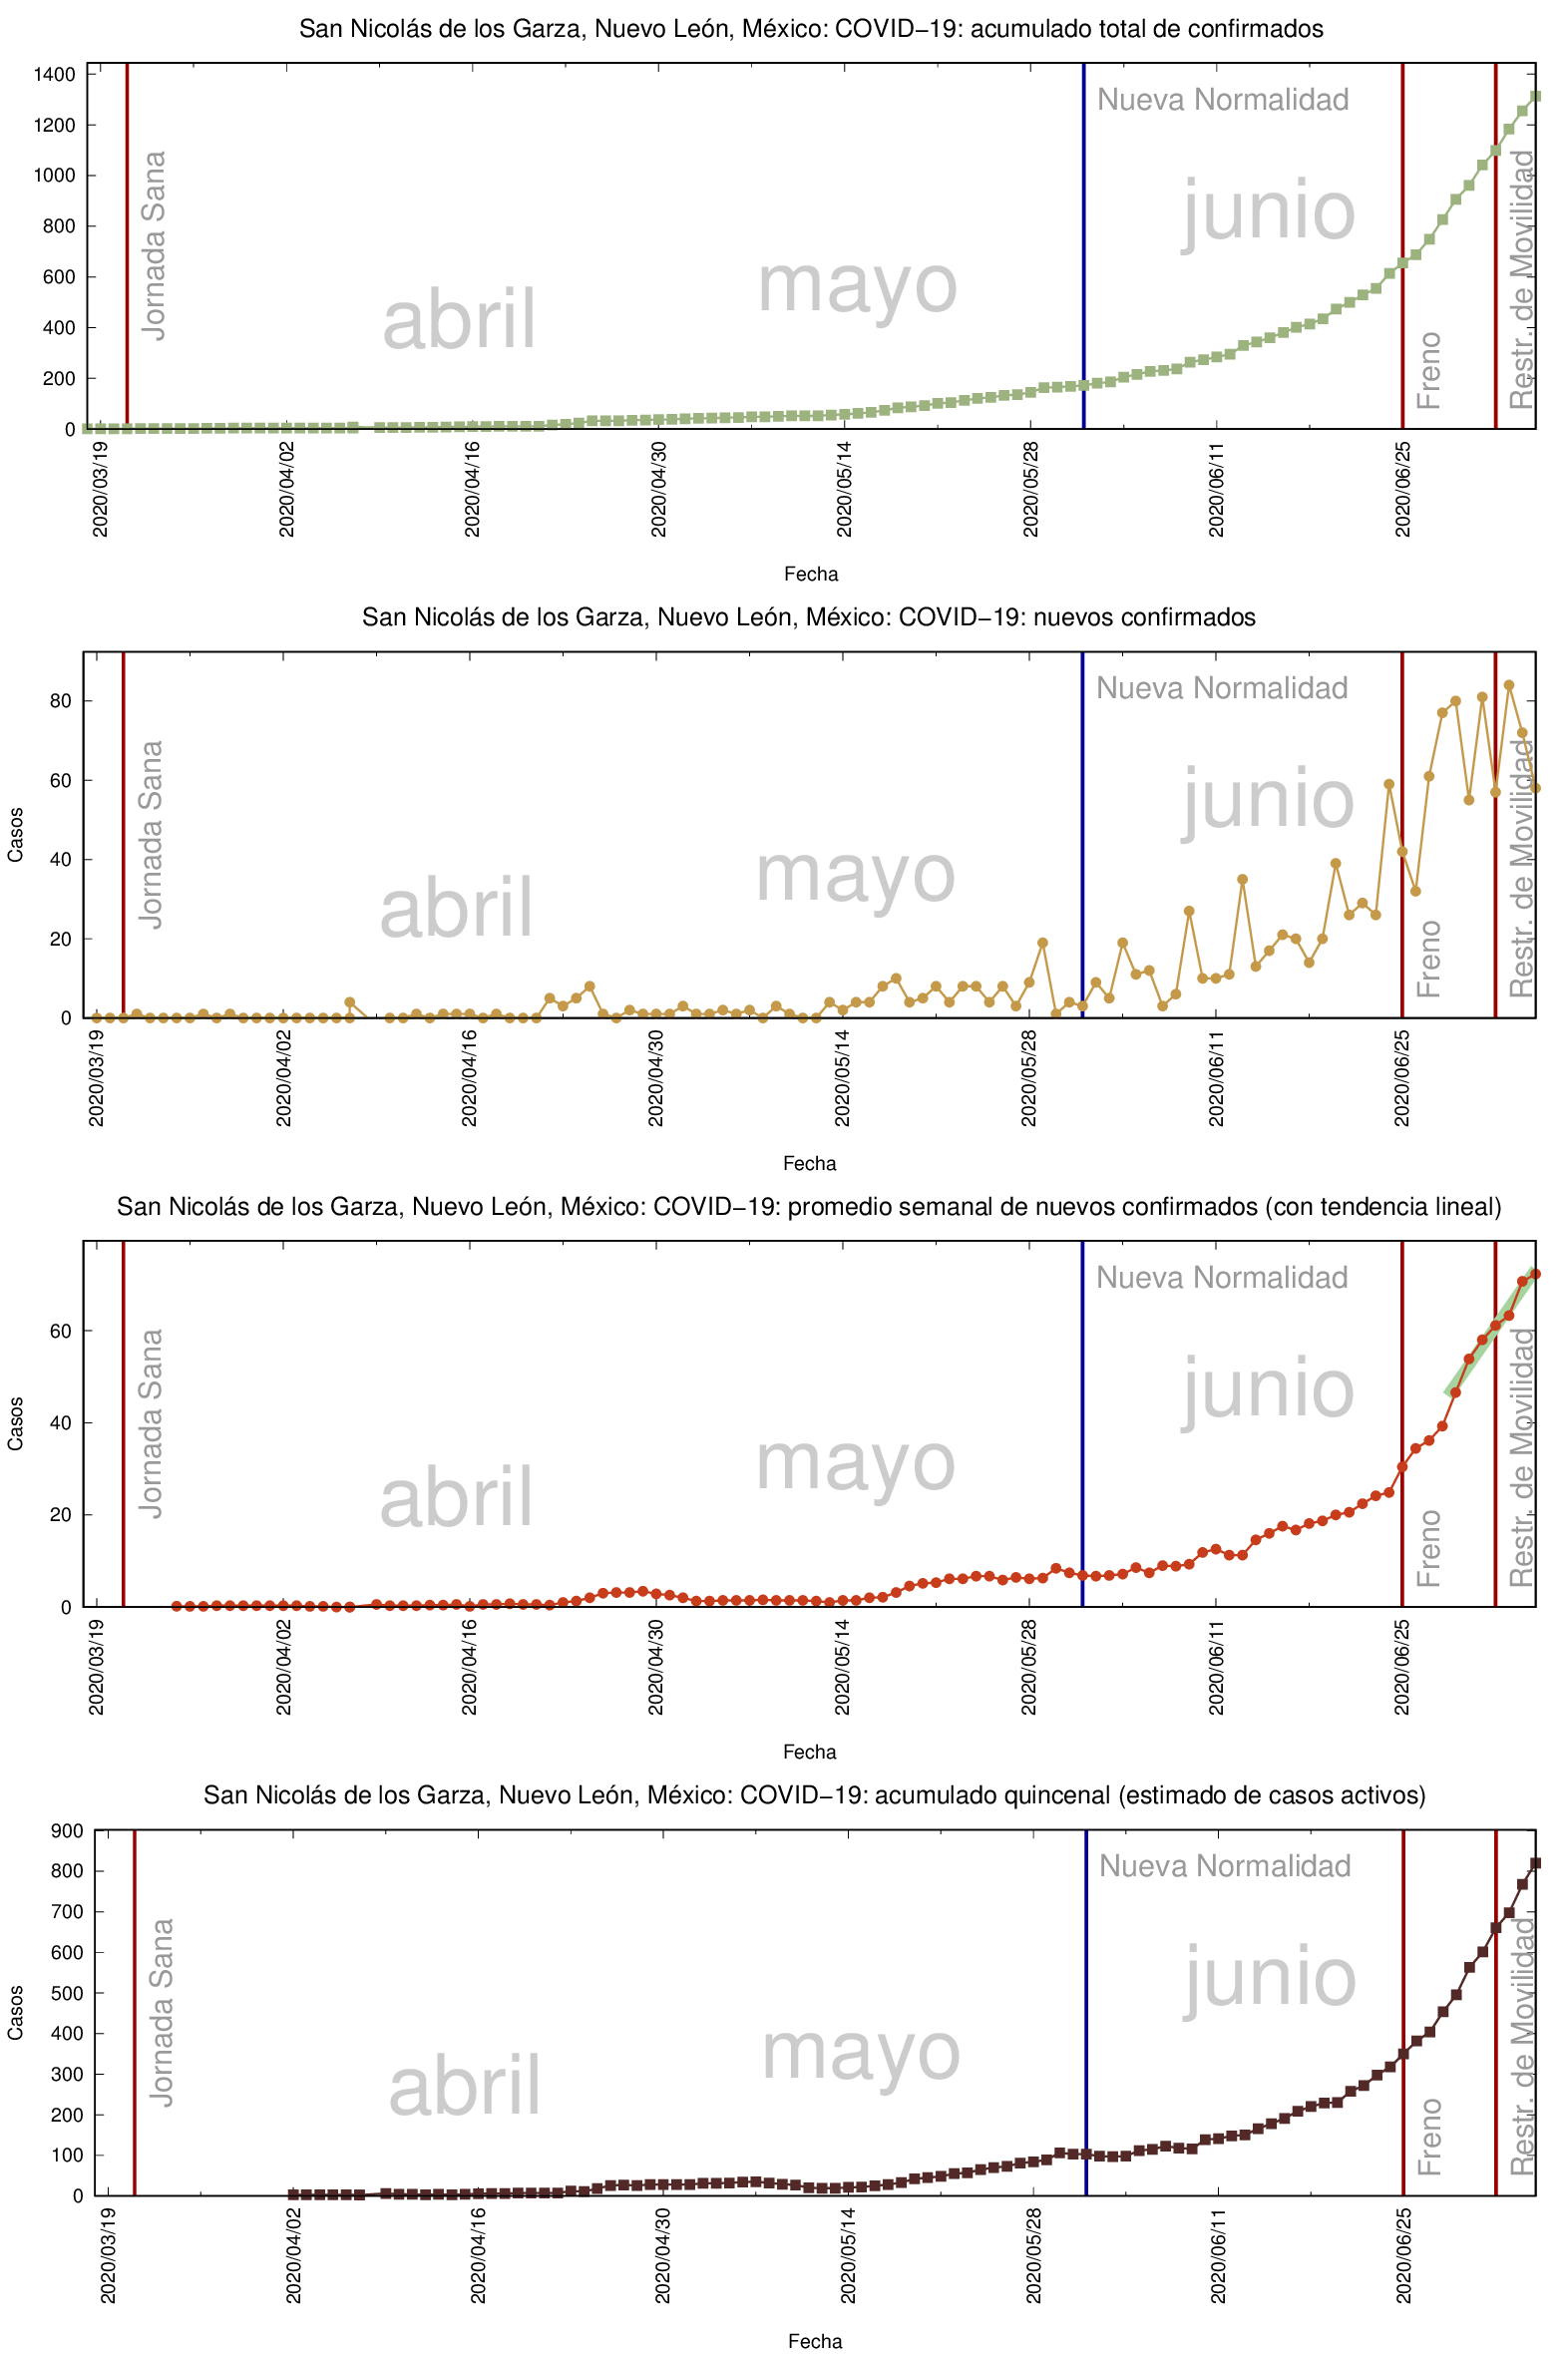 San Nicolás de los Garza, Nuevo León, México: COVID−19: acumulado total de confirmados
1400
1200
1000
800
600
400
200
0
Jornada Sana
abril
mayo
junio
Nueva Normalidad
Freno
Restr. de Movilidad
2020/03/19
2020/04/02
2020/04/16
2020/04/30
2020/05/14
2020/05/28
2020/06/11
2020/06/25
Fecha
San Nicolás de los Garza, Nuevo León, México: COVID−19: nuevos confirmados
Casos
80
60
40
20
0
Jornada Sana
abril
mayo
junio
Nueva Normalidad
Freno
Restr. de Movilidad
2020/03/19
2020/04/02
2020/04/16
2020/04/30
2020/05/14
2020/05/28
2020/06/11
2020/06/25
Fecha
San Nicolás de los Garza, Nuevo León, México: COVID−19: promedio semanal de nuevos confirmados (con tendencia lineal)
Casos
60
40
20
0
Jornada Sana
abril
mayo
junio
Nueva Normalidad
Freno
Restr. de Movilidad
2020/03/19
2020/04/02
2020/04/16
2020/04/30
2020/05/14
2020/05/28
2020/06/11
2020/06/25
Fecha
San Nicolás de los Garza, Nuevo León, México: COVID−19: acumulado quincenal (estimado de casos activos)
Casos
900
800
700
600
500
400
300
200
100
0
Jornada Sana
abril
mayo
junio
Nueva Normalidad
Freno
Restr. de Movilidad
2020/03/19
2020/04/02
2020/04/16
2020/04/30
2020/05/14
2020/05/28
2020/06/11
2020/06/25
Fecha